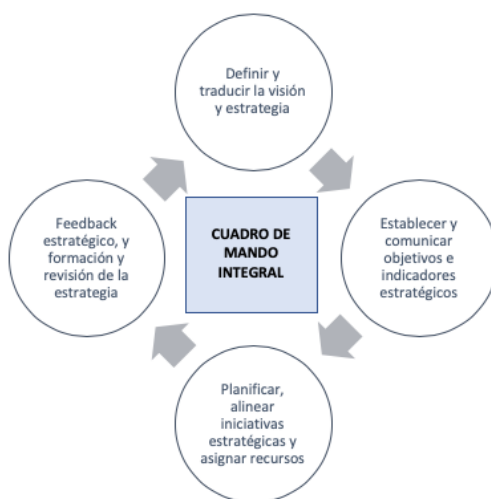 Definir y
traducir la visión
y estrategia
Feedback
estratégico, y
formación y
revisión de la
estrategia
CUADRO DE
MANDO
INTEGRAL
Establecer y
comunicar
objetivos e
indicadores
estratégicos
Planificar,
alinear
iniciativas
estratégicas y
asignar recursos